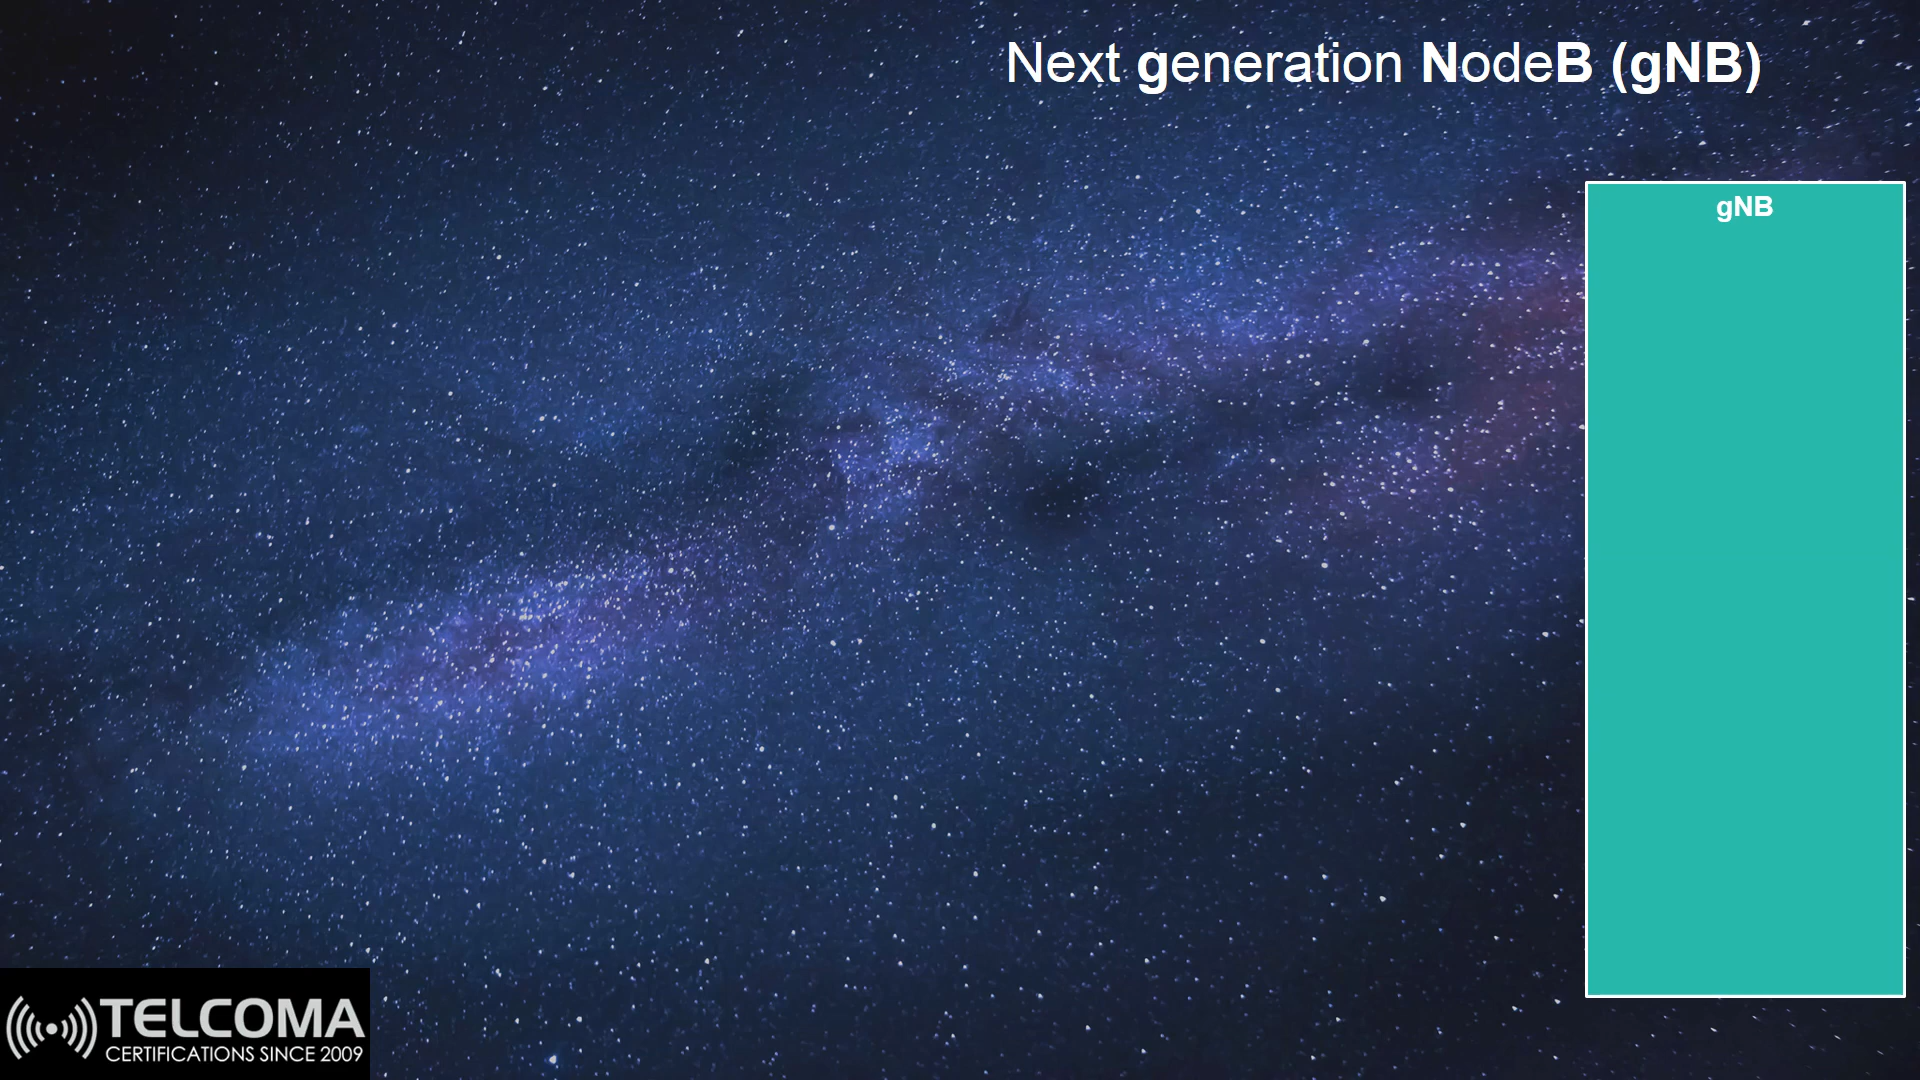 Next generation NodeB (gNB)
gNB
TELCOMA
CERTIFICATIONS SINCE 2009